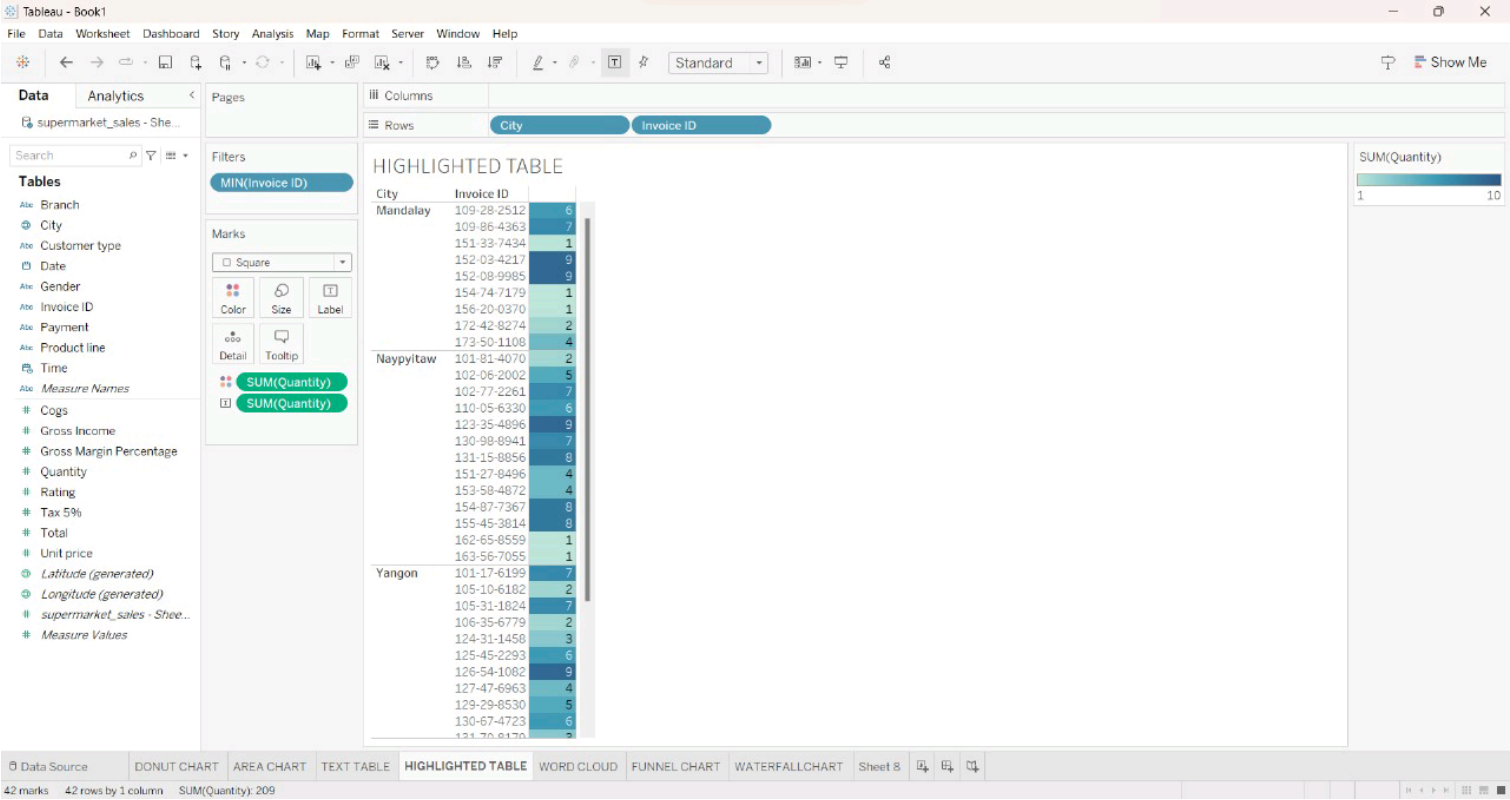 Tableau - Book1
File Data Worksheet Dashboard Story Analysis Map Format Server Window Help
Standard
Show Me
Data Analytics
supermarket_sales - She...
Search
Tables
Abc Branch
City
Abc Customer type
Date
Abc Gender
Abc Invoice ID
Abc Payment
Abc Product line
Time
Abc Measure Names
# Cogs
# Gross Income
# Gross Margin Percentage
# Quantity
# Rating
# Tax 5%
# Total
# Unit price
Latitude (generated)
Longitude (generated)
# supermarket_sales - Shee...
# Measure Values
Pages
Filters
MIN(Invoice ID)
Marks
Square
Color Size Label
Detail Tooltip
SUM(Quantity)
SUM(Quantity)
Columns
Rows City Invoice ID
HIGHLIGHTED TABLE
City Invoice ID
Mandalay 109-28-2512 6
109-86-4363 7
151-33-7434 1
152-03-4217 9
152-08-9985 9
154-74-7179 1
156-20-0370 1
172-42-8274 2
173-50-1108 4
Naypyitaw 101-81-4070 2
102-06-2002 5
102-77-2261 7
110-05-6330 6
123-35-4896 9
130-98-8941 7
131-15-8856 8
151-27-8496 4
153-58-4872 4
154-87-7367 8
155-45-3814 8
162-65-8559 1
163-56-7055 1
Yangon 101-17-6199 7
105-10-6182 2
105-31-1824 7
106-35-6779 2
124-31-1458 3
125-45-2293 6
126-54-1082 9
127-47-6963 4
129-29-8530 5
130-67-4723 6
SUM(Quantity)
1 10
Data Source DONUT CHART AREA CHART TEXT TABLE HIGHLIGHTED TABLE WORD CLOUD FUNNEL CHART WATERFALLCHART Sheet 8
42 marks 42 rows by 1 column SUM(Quantity): 209